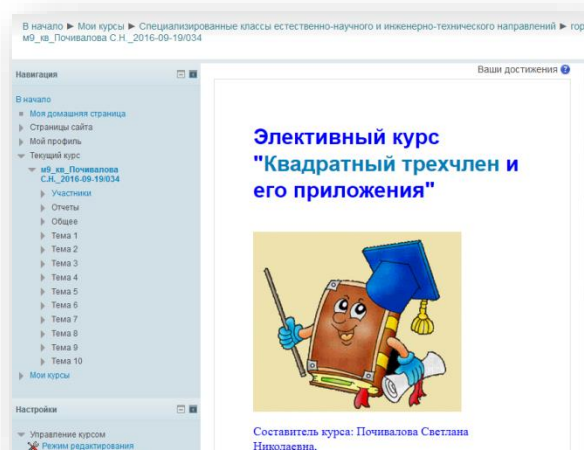 В начало ► Мои курсы ► Специализированные классы естественно-научного и инженерно-технического направлений ► гор
м9_кв_Почивалова С.Н._2016-09-19/034
Ваши достижения
Навигация
В начало
Моя домашняя страница
Страницы сайта
Мой профиль
Текущий курс
м9_кв_Почивалова
С.Н._2016-09-19/034
Участники
Отчеты
Общее
Тема 1
Тема 2
Тема 3
Тема 4
Тема 5
Тема 6
Тема 7
Тема 8
Тема 9
Тема 10
Мои курсы
Настройки
Управление курсом
Режим редактирования
Элективный курс
"Квадратный трехчлен и
его приложения"
Составитель курса: Почивалова Светлана
Николаевна,